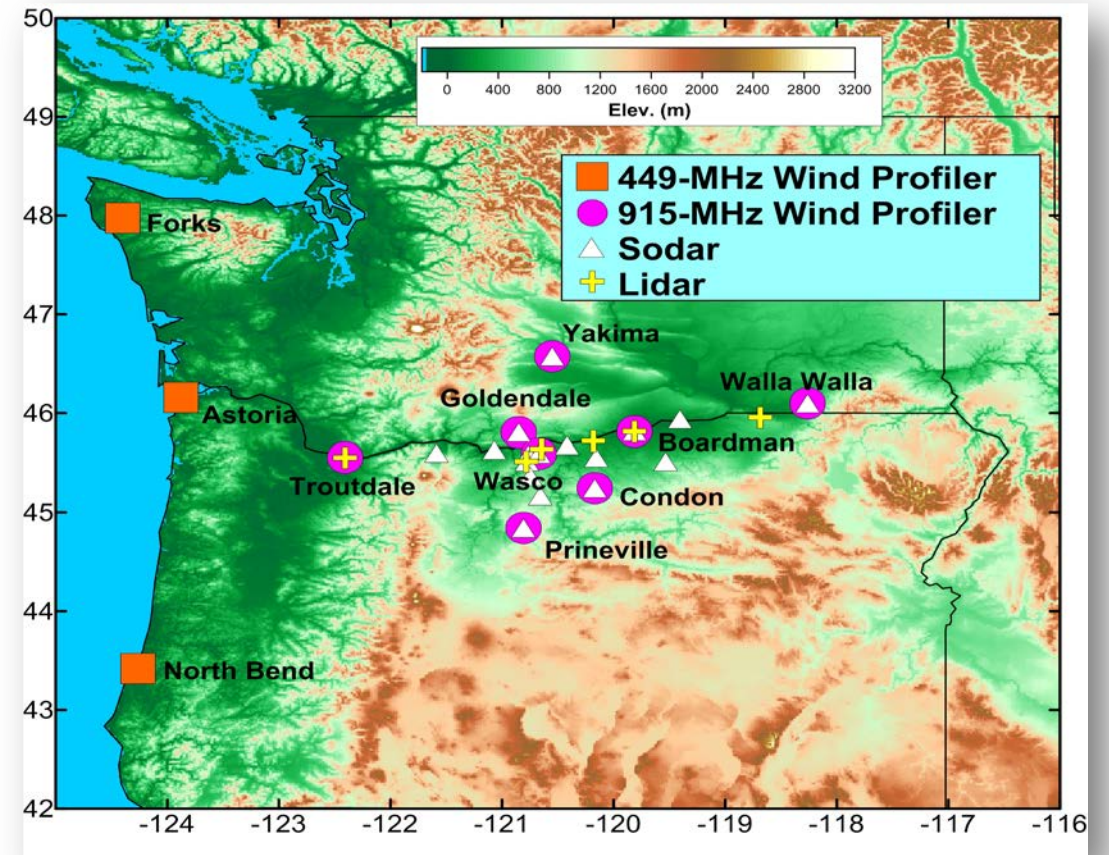 50
49
48
47
46
45
44
43
42
0 400 800 1200 1600 2000 2400 2800 3200
Elev. (m)
449-MHz Wind Profiler
915-MHz Wind Profiler
Sodar
Lidar
Forks
Yakima
Walla Walla
Goldendale
Astoria
Boardman
Troutdale
Wasco
Condon
Prineville
North Bend
-124 -123 -122 -121 -120 -119 -118 -117 -116